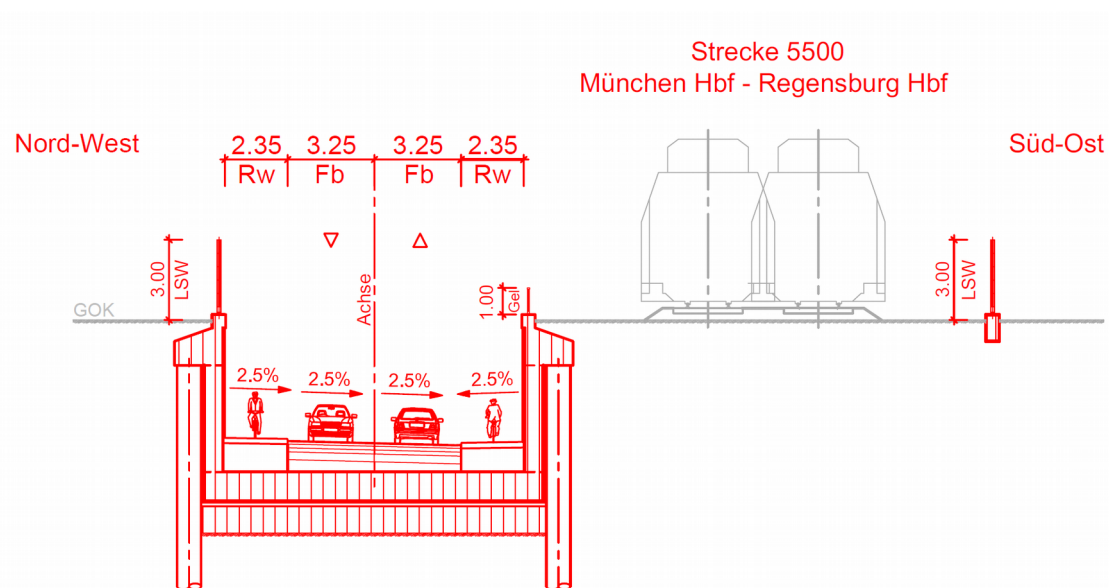 Strecke 5500
München Hbf - Regensburg Hbf
Nord-West
Süd-Ost
2.35 3.25 3.25 2.35
Rw Fb Fb Rw
3.00
LSW
Achse
1.00
Gel
3.00
LSW
GOK
2.5% 2.5% 2.5% 2.5%